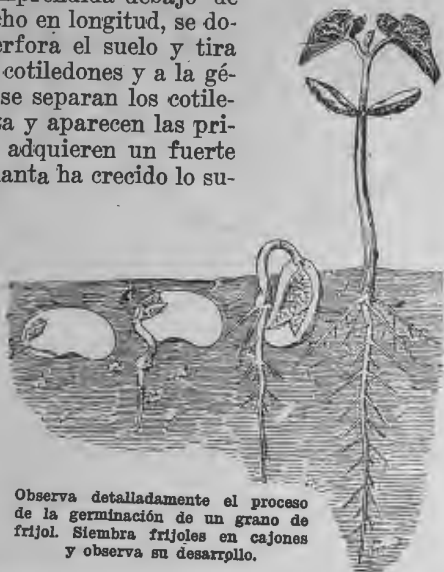 mprendida debajo de
cho en longitud, se do-
erfora el suelo y tira
cotiledones y a la gé-
se separan los cotile-
a y aparecen las pri-
adquieren un fuerte
anta ha crecido lo su-
Observa detalladamente el proceso
de la germinación de un grano de
frijol. Siembra frijoles en cajones
y observa su desarrollo.